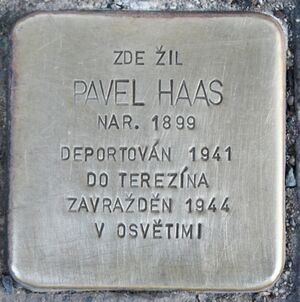 ZDE ŽIL
PAVEL HAAS
NAR. 1899
DEPORTOVÁN 1941
DO TEREZÍNA
ZAVRAŽDĚN 1944
V OSVĚTIMI